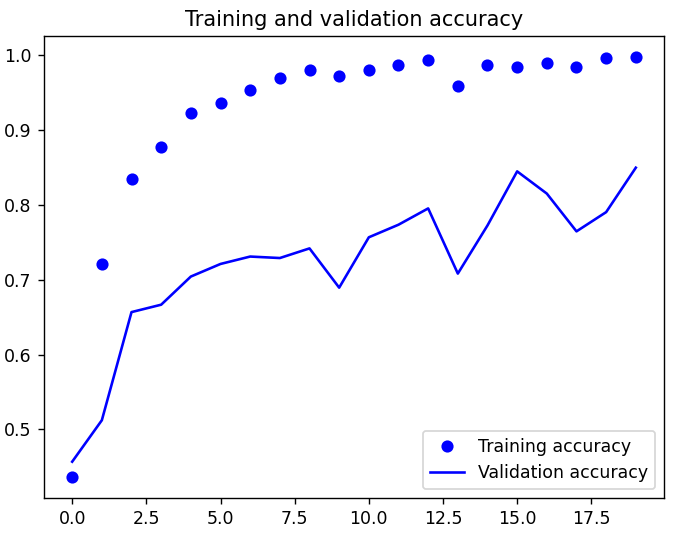 Training and validation accuracy
1.0
0.9
0.8
0.7
0.6
0.5
Training accuracy
Validation accuracy
0.0 2.5 5.0 7.5 10.0 12.5 15.0 17.5